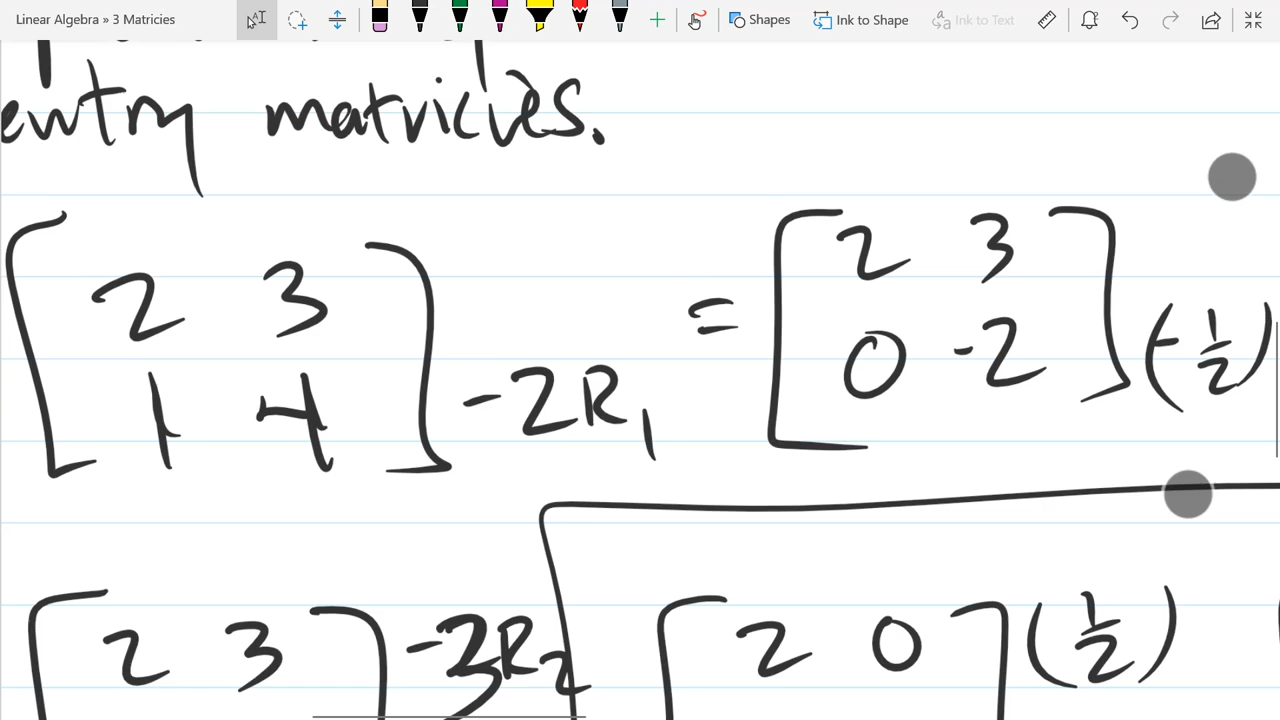 Linear Algebra » 3 Matricies
Shapes
Ink to Shape
Ink to Text
entry matricies.
2 3
1 4
-2R1
=
2 3
0 -2
(-1/2)
2 3
-3R2
2 0
(1/2)